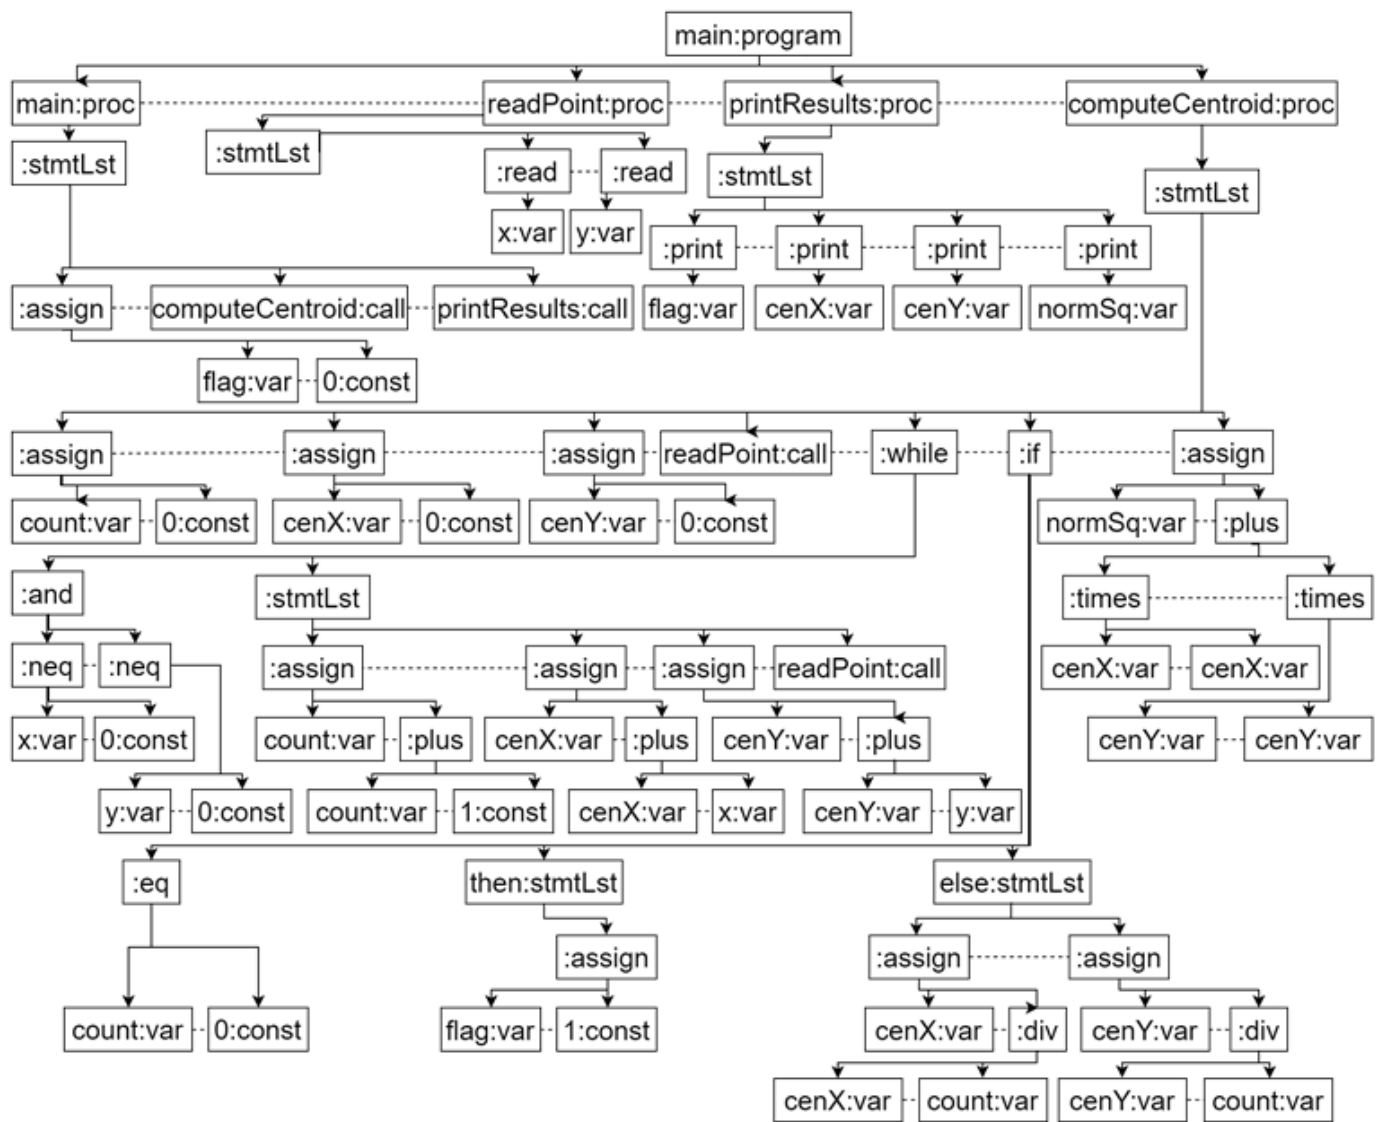 main:program
main:proc
readPoint:proc
printResults:proc
computeCentroid:proc
:stmtLst
:stmtLst
:read
:read
:stmtLst
:stmtLst
x:var
y:var
:print
:print
:print
:print
:assign
computeCentroid:call
printResults:call
flag:var
cenX:var
cenY:var
normSq:var
flag:var
0:const
:assign
:assign
:assign
readPoint:call
:while
:if
:assign
count:var
0:const
cenX:var
0:const
cenY:var
0:const
normSq:var
:plus
:and
:stmtLst
:times
:times
:neq
:neq
:assign
:assign
:assign
readPoint:call
cenX:var
cenX:var
x:var
0:const
count:var
:plus
cenX:var
:plus
cenY:var
:plus
cenY:var
cenY:var
y:var
0:const
count:var
1:const
cenX:var
x:var
cenY:var
y:var
:eq
then:stmtLst
else:stmtLst
:assign
:assign
:assign
count:var
0:const
flag:var
1:const
cenX:var
:div
cenY:var
:div
cenX:var
count:var
cenY:var
count:var